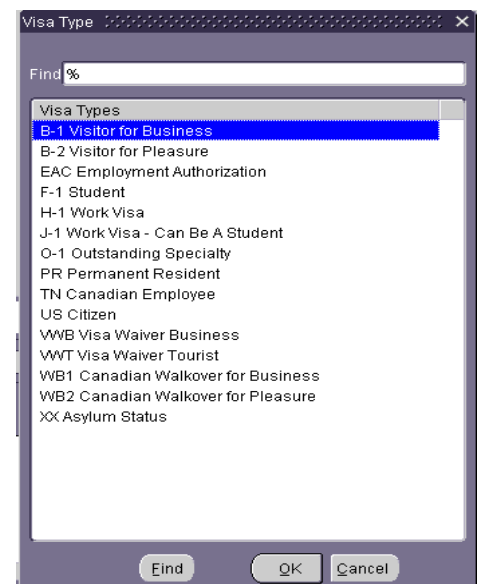 Visa Type
Find %
Visa Types
B-1 Visitor for Business
B-2 Visitor for Pleasure
EAC Employment Authorization
F-1 Student
H-1 Work Visa
J-1 Work Visa - Can Be A Student
O-1 Outstanding Specialty
PR Permanent Resident
TN Canadian Employee
US Citizen
VWB Visa Waiver Business
VWT Visa Waiver Tourist
WB1 Canadian Walkover for Business
WB2 Canadian Walkover for Pleasure
XX Asylum Status
Find OK Cancel